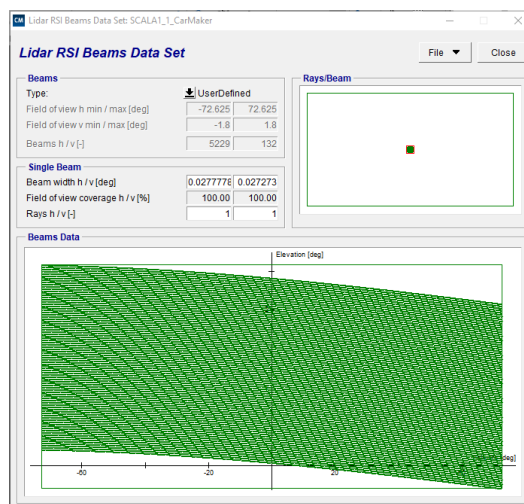 CM Lidar RSI Beams Data Set: SCALA1_1_CarMaker
Lidar RSI Beams Data Set
File Close
Beams
Type: UserDefined
Field of view h min / max [deg] -72.625 72.625
Field of view v min / max [deg] -1.8 1.8
Beams h / v [-] 5229 132
Single Beam
Beam width h / v [deg] 0.0277778 0.027273
Field of view coverage h / v [%] 100.00 100.00
Rays h / v [-] 1 1
Rays/Beam
Beams Data
Elevation [deg]
-60 -20 20
[deg]